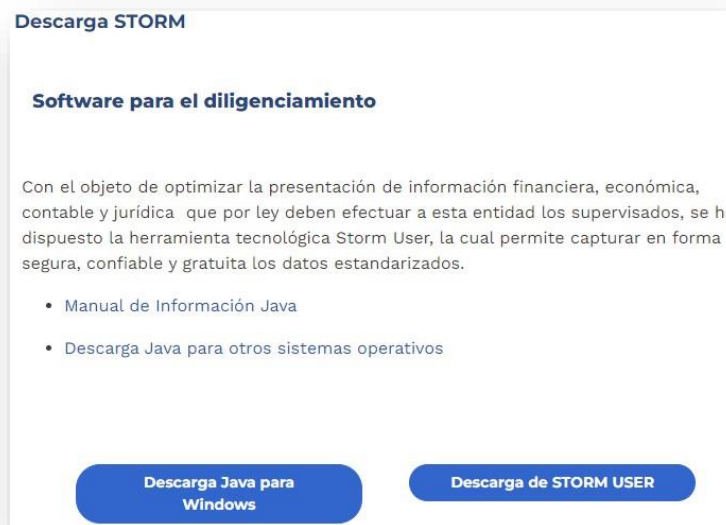 Descarga STORM
Software para el diligenciamiento
Con el objeto de optimizar la presentación de información financiera, económica,
contable y jurídica que por ley deben efectuar a esta entidad los supervisados, se
dispuesto la herramienta tecnológica Storm User, la cual permite capturar en forma
segura, confiable y gratuita los datos estandarizados.
• Manual de Información Java
• Descarga Java para otros sistemas operativos
Descarga Java para
Windows
Descarga de STORM USER